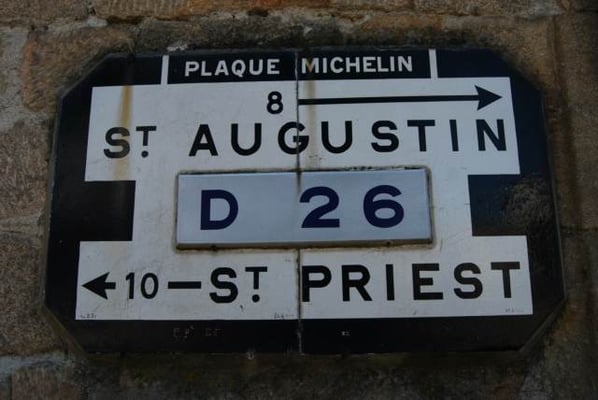 PLAQUE MICHELIN
8
ST. AUGUSTIN
D 26
10 ST. PRIEST